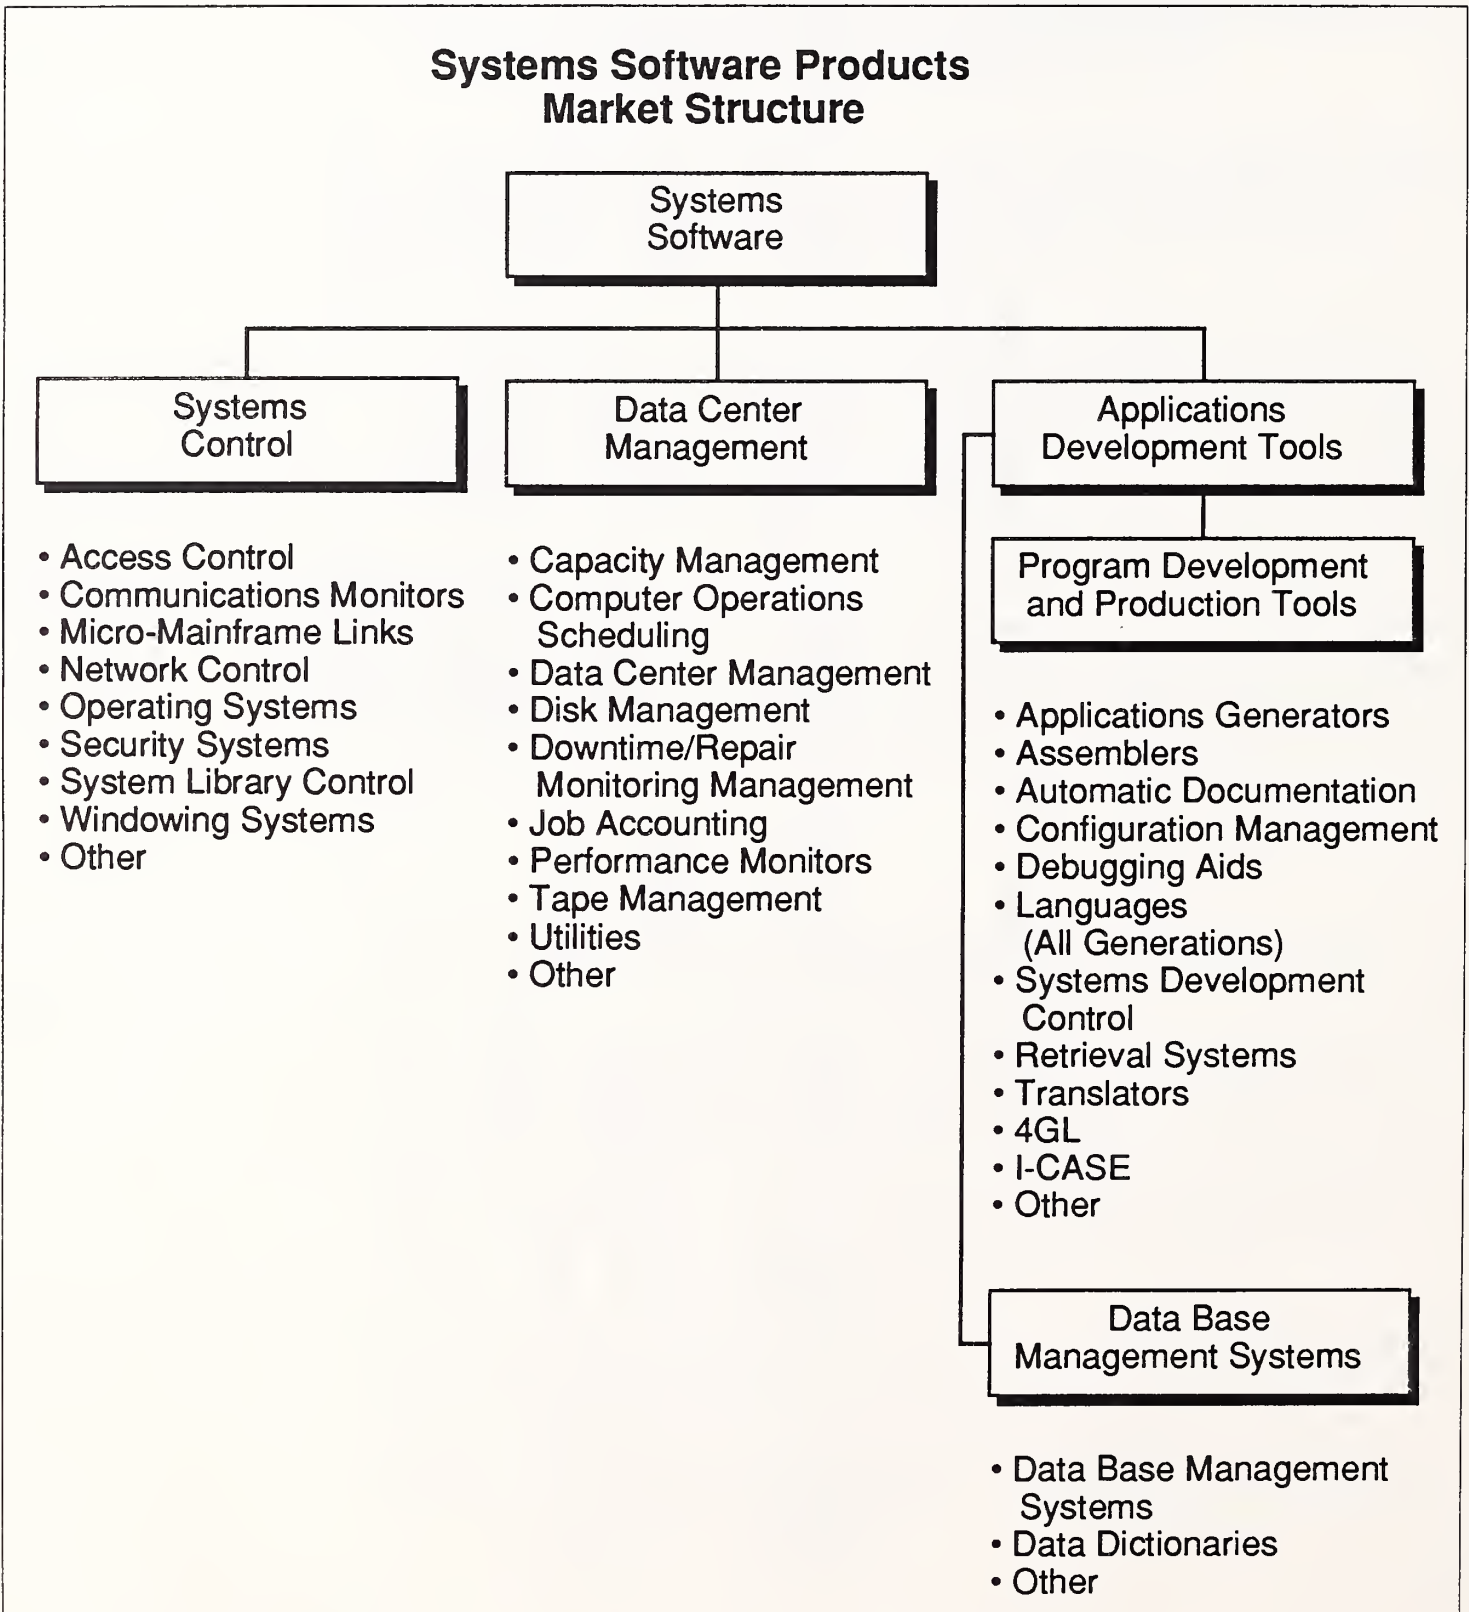 Systems Software Products
Market Structure
Systems
Software
Systems
Control
• Access Control
• Communications Monitors
• Micro-Mainframe Links
• Network Control
• Operating Systems
• Security Systems
• System Library Control
• Windowing Systems
• Other
Data Center
Management
• Capacity Management
• Computer Operations
Scheduling
• Data Center Management
• Disk Management
• Downtime/Repair
Monitoring Management
• Job Accounting
• Performance Monitors
• Tape Management
• Utilities
• Other
Applications
Development Tools
Program Development
and Production Tools
• Applications Generators
• Assemblers
• Automatic Documentation
• Configuration Management
• Debugging Aids
• Languages
(All Generations)
• Systems Development
Control
• Retrieval Systems
• Translators
• 4GL
• I-CASE
• Other
Data Base
Management Systems
• Data Base Management
Systems
• Data Dictionaries
• Other